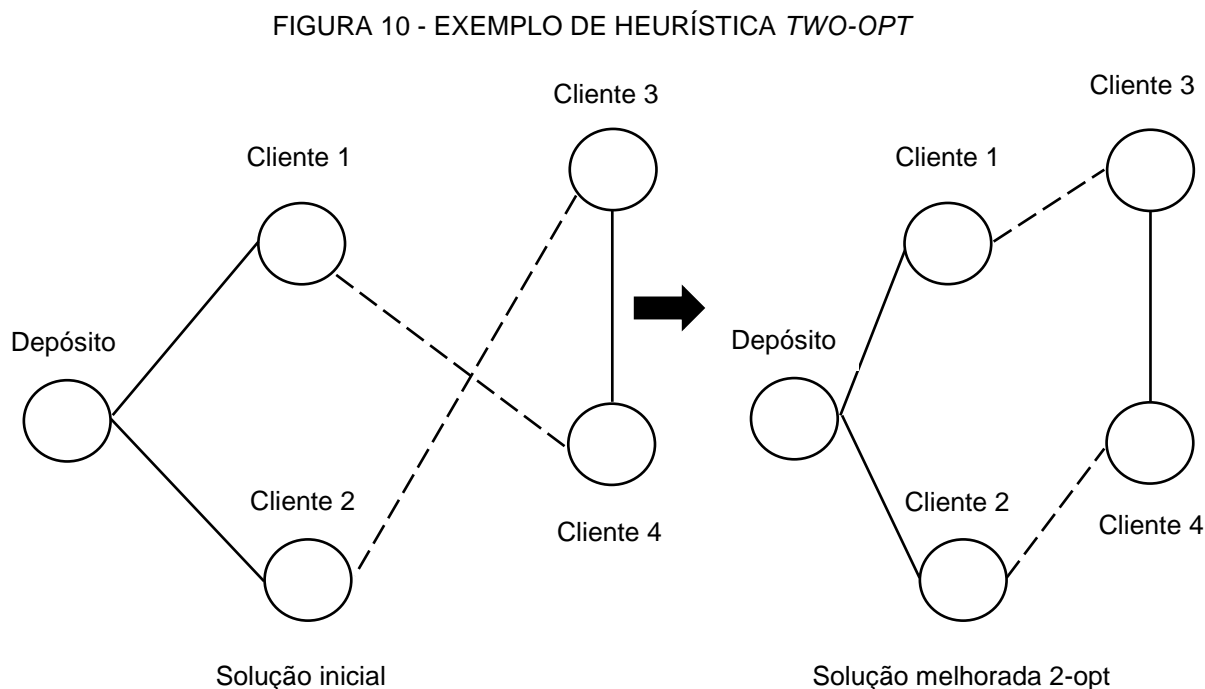 FIGURA 10 - EXEMPLO DE HEURÍSTICA TWO-OPT
Cliente 3
Cliente 1
Depósito
Cliente 2
Cliente 4
Solução inicial
Cliente 3
Cliente 1
Depósito
Cliente 2
Cliente 4
Solução melhorada 2-opt